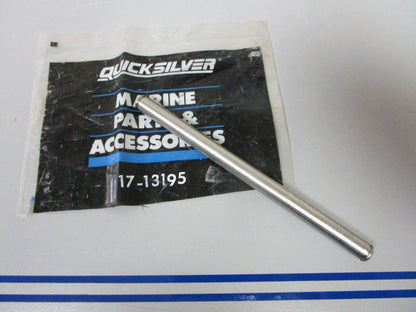 QUICKSILVER
MARINE
PARTS &
ACCESSORIES
17-13195